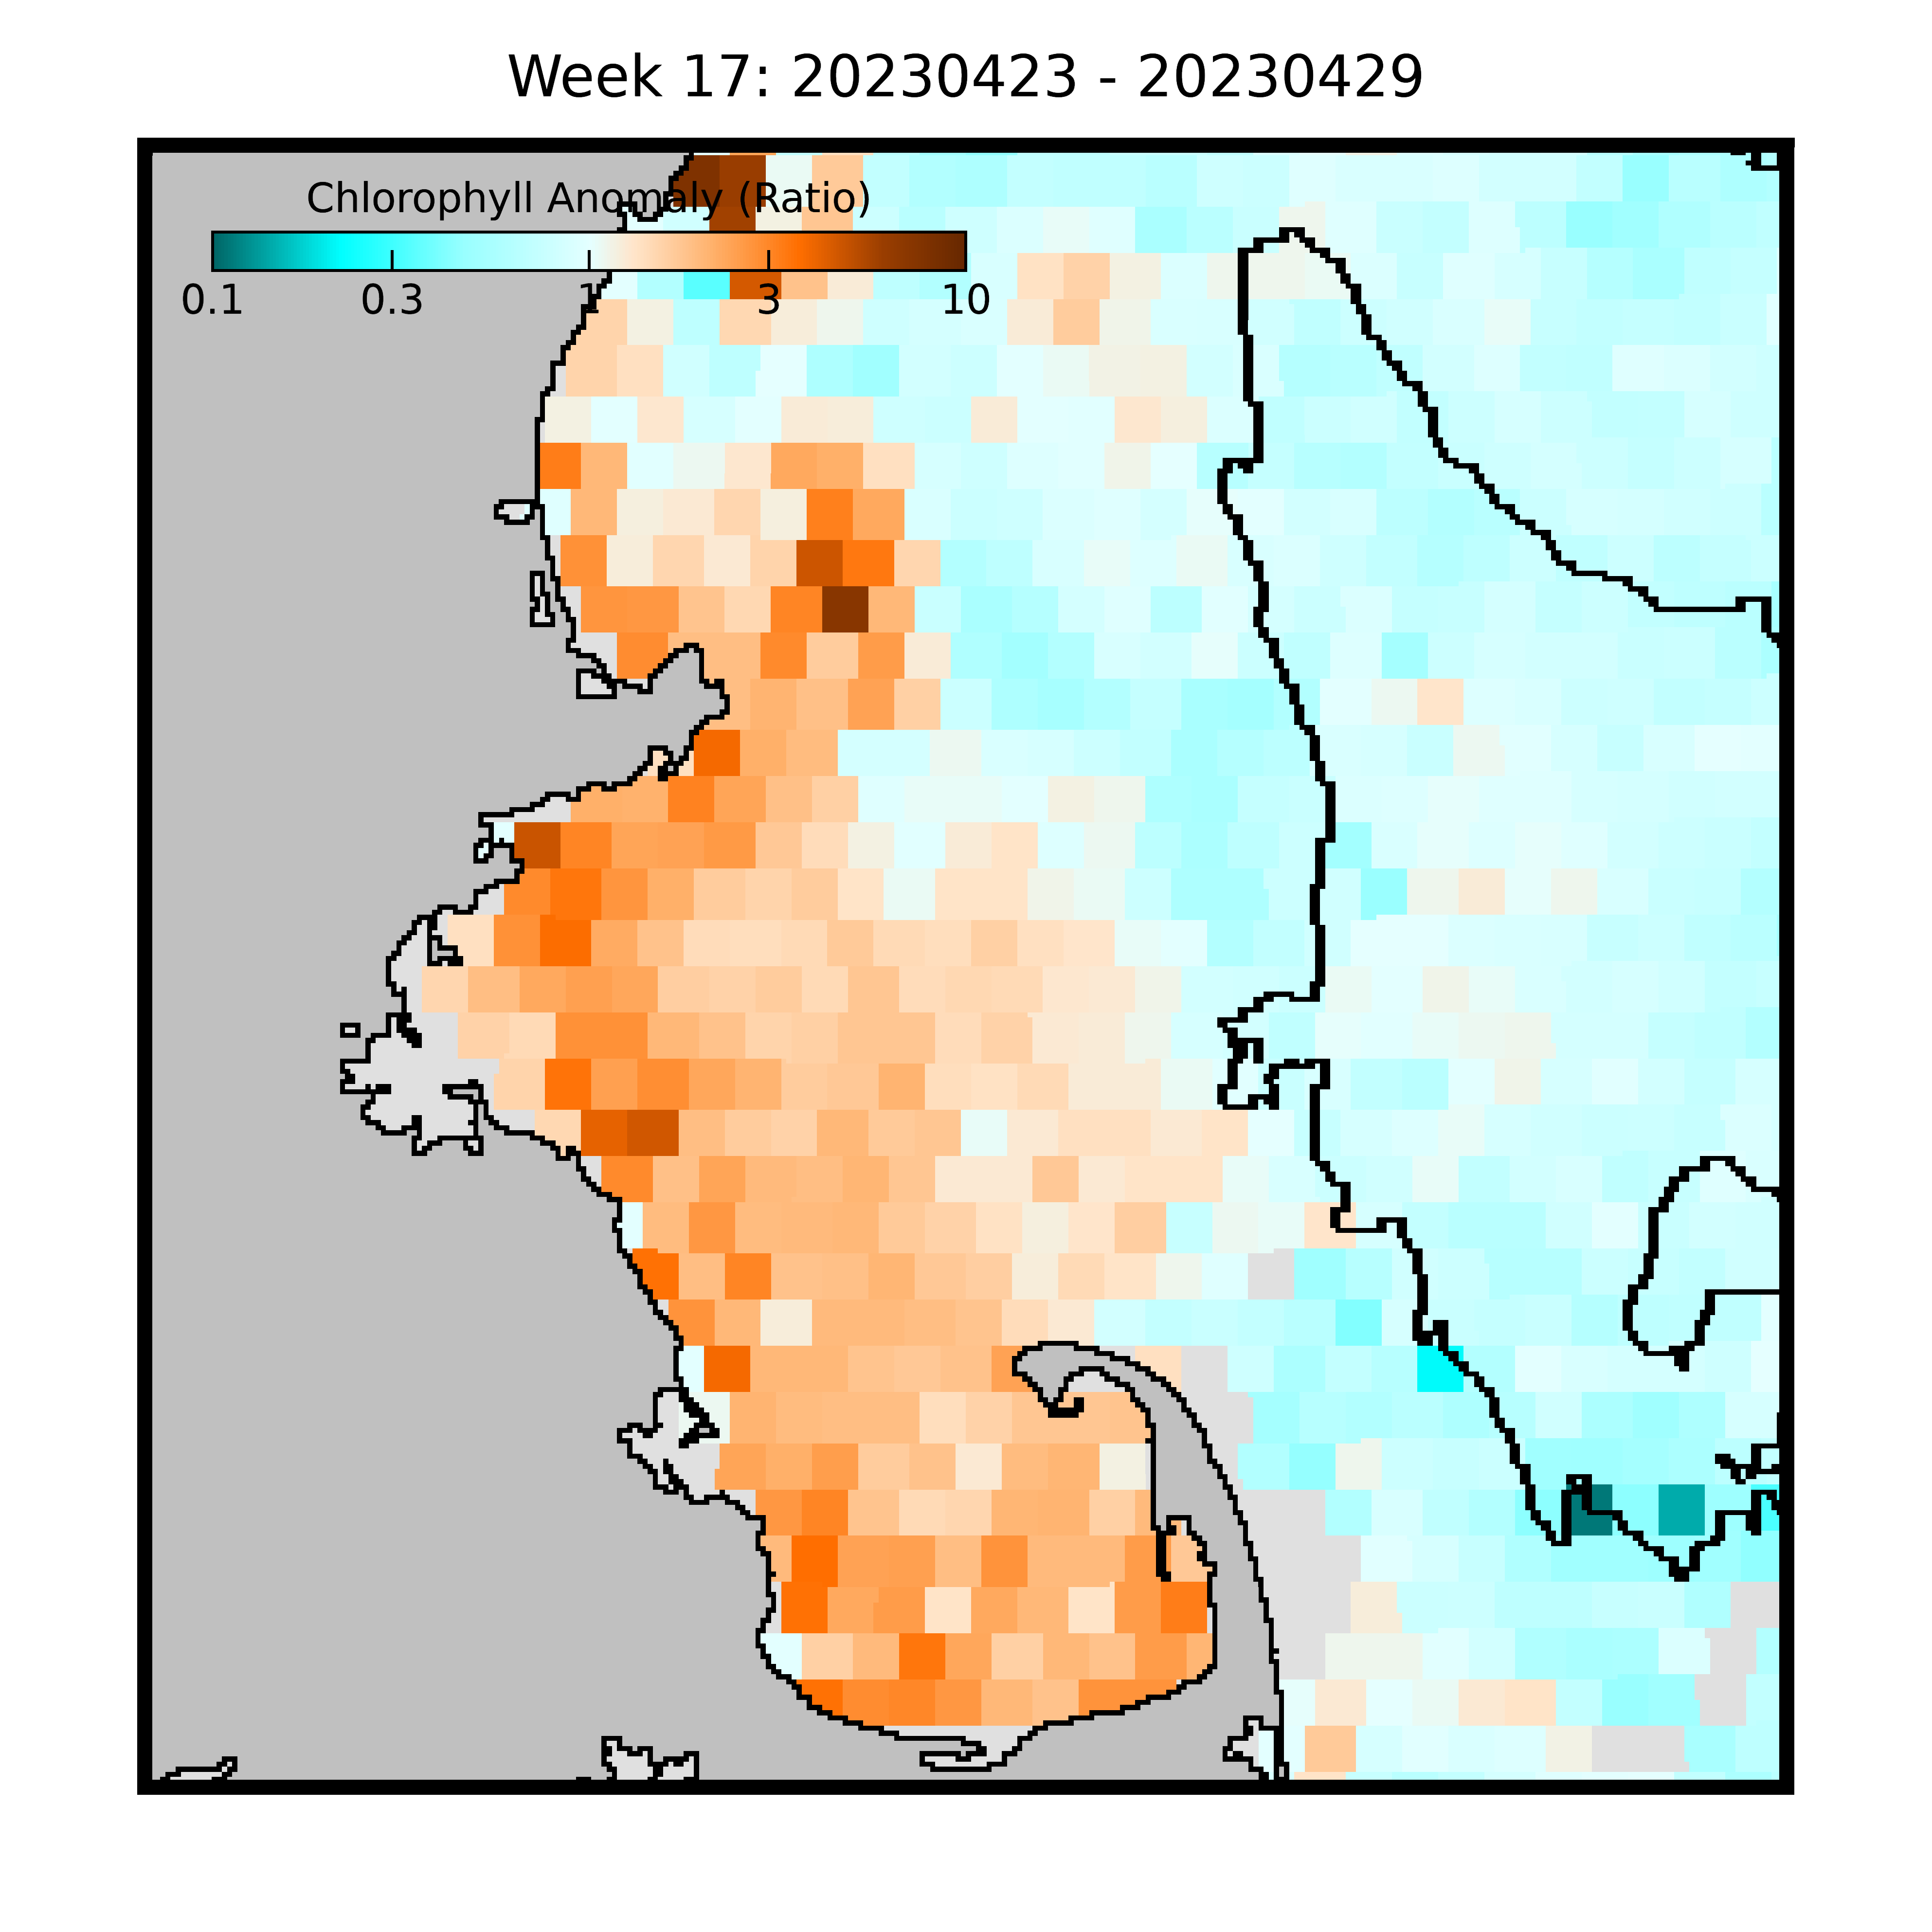 Week 17: 20230423 - 20230429
Chlorophyll Anomaly (Ratio)
0.1 0.3 1 3 10